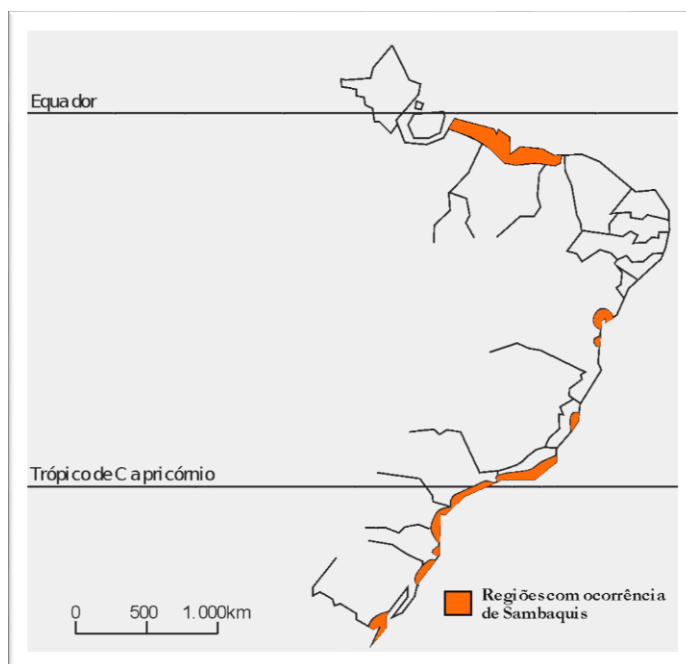 Equador
Trópico de Capricórnio
0 500 1.000km
Regiões com ocorrência
de Sambaquis